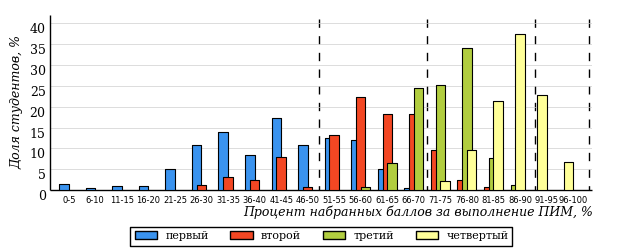 Доля студентов, %
40
35
30
25
20
15
10
5
0
0-5 6-10 11-15 16-20 21-25 26-30 31-35 36-40 41-45 46-50 51-55 56-60 61-65 66-70 71-75 76-80 81-85 86-90 91-95 96-100
Процент набранных баллов за выполнение ПИМ, %
первый второй третий четвертый